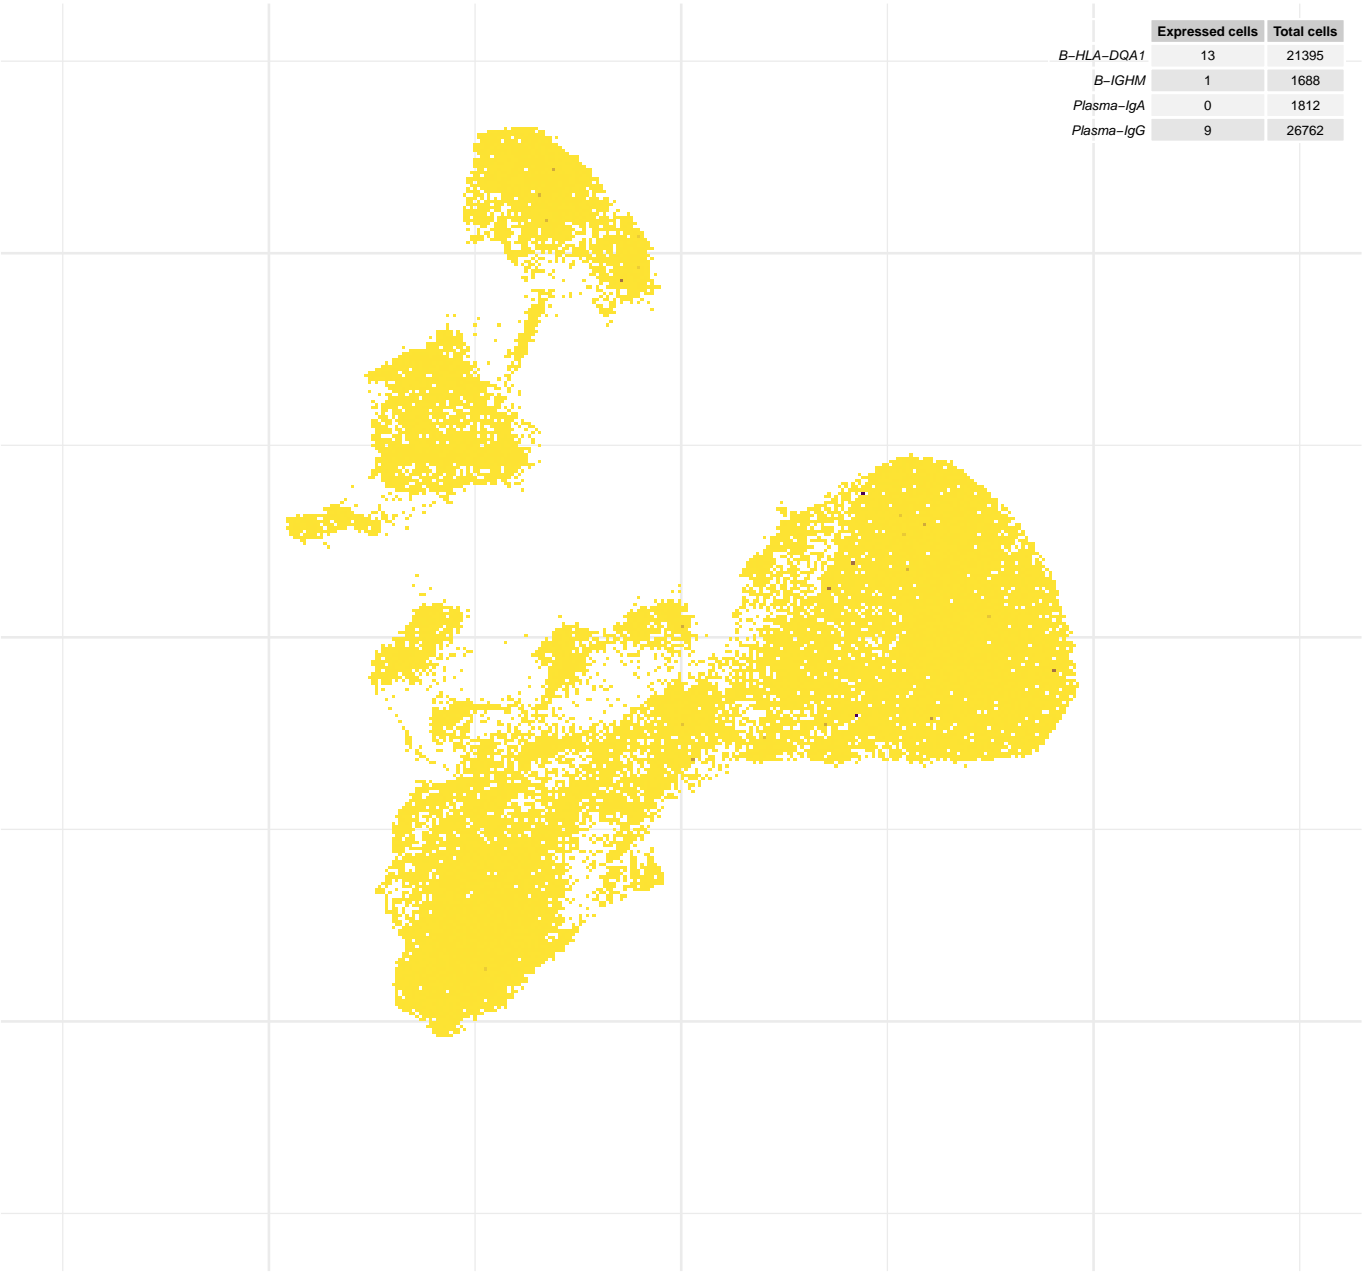 Expressed cells Total cells
B−HLA−DQA1 13 21395
B−IGHM 1 1688
Plasma−IgA 0 1812
Plasma−IgG 9 26762